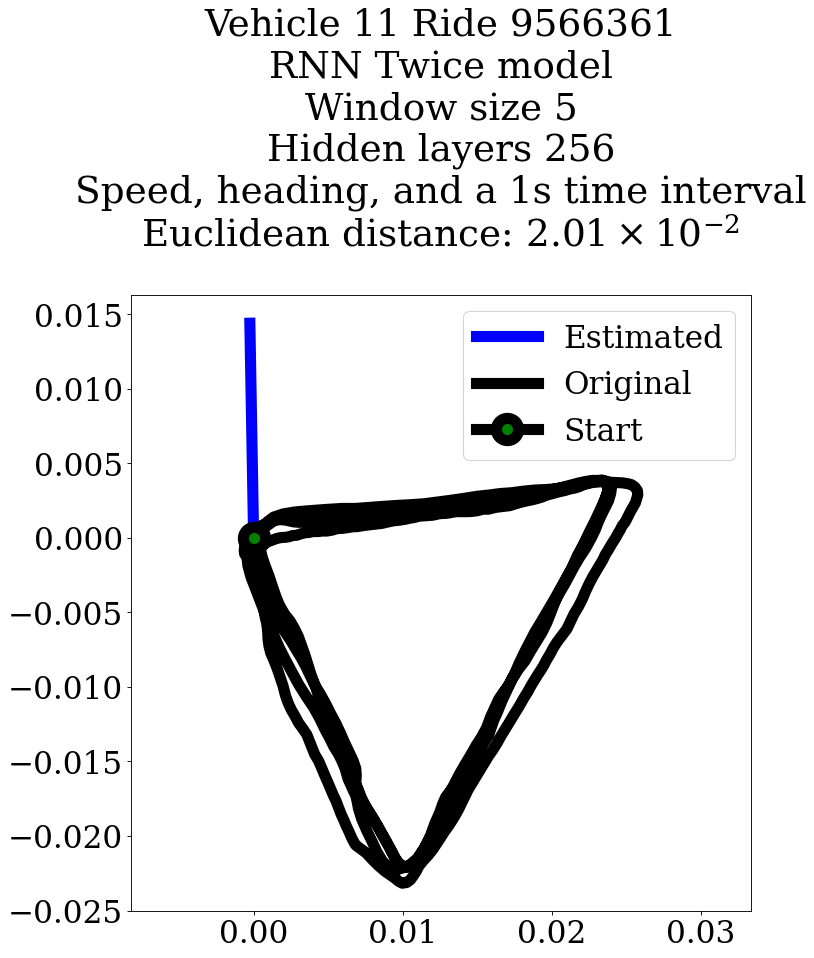 Vehicle 11 Ride 9566361
RNN Twice model
Window size 5
Hidden layers 256
Speed, heading, and a 1s time interval
Euclidean distance: 2.01 × 10⁻²
Estimated
Original
Start
0.015
0.010
0.005
0.000
−0.005
−0.010
−0.015
−0.020
−0.025
0.00 0.01 0.02 0.03